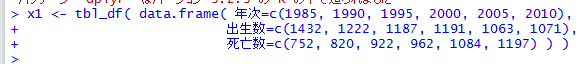 > x1 <- tbl_df( data.frame( 年次=c(1985, 1990, 1995, 2000, 2005, 2010),
+ 出生数=c(1432, 1222, 1187, 1191, 1063, 1071),
+ 死亡数=c(752, 820, 922, 962, 1084, 1197) ) )
>